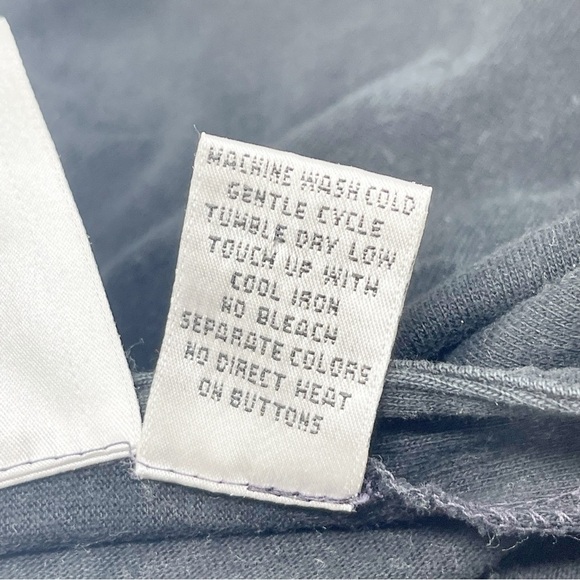 MACHINE WASH COLD
GENTLE CYCLE
TUMBLE DRY LOW
TOUCH UP WITH
COOL IRON
NO BLEACH
SEPARATE COLORS
NO DIRECT HEAT
ON BUTTONS